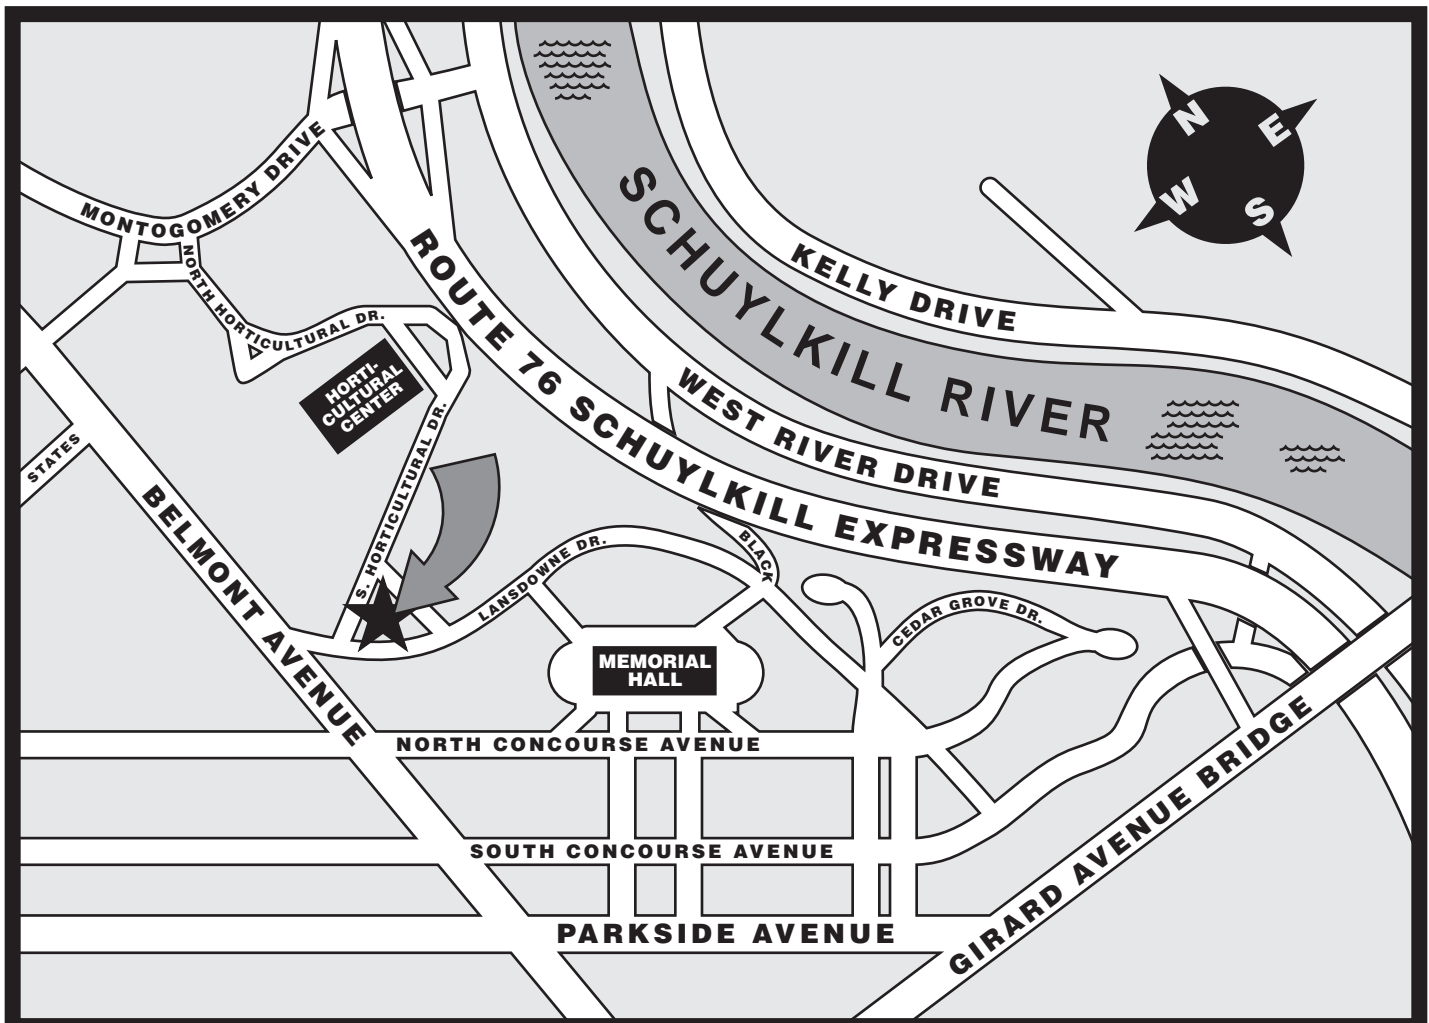 N
E
W
S
MONTOGOMERY DRIVE
NORTH HORTICULTURAL DR.
ROUTE 76 SCHUYLKILL EXPRESSWAY
SCHUYLKILL RIVER
KELLY DRIVE
WEST RIVER DRIVE
HORTI-
CULTURAL
CENTER
STATES
S. HORTICULTURAL DR.
BELMONT AVENUE
LANSDOWNE DR.
BLACK
CEDAR GROVE DR.
MEMORIAL
HALL
NORTH CONCOURSE AVENUE
SOUTH CONCOURSE AVENUE
PARKSIDE AVENUE
GIRARD AVENUE BRIDGE